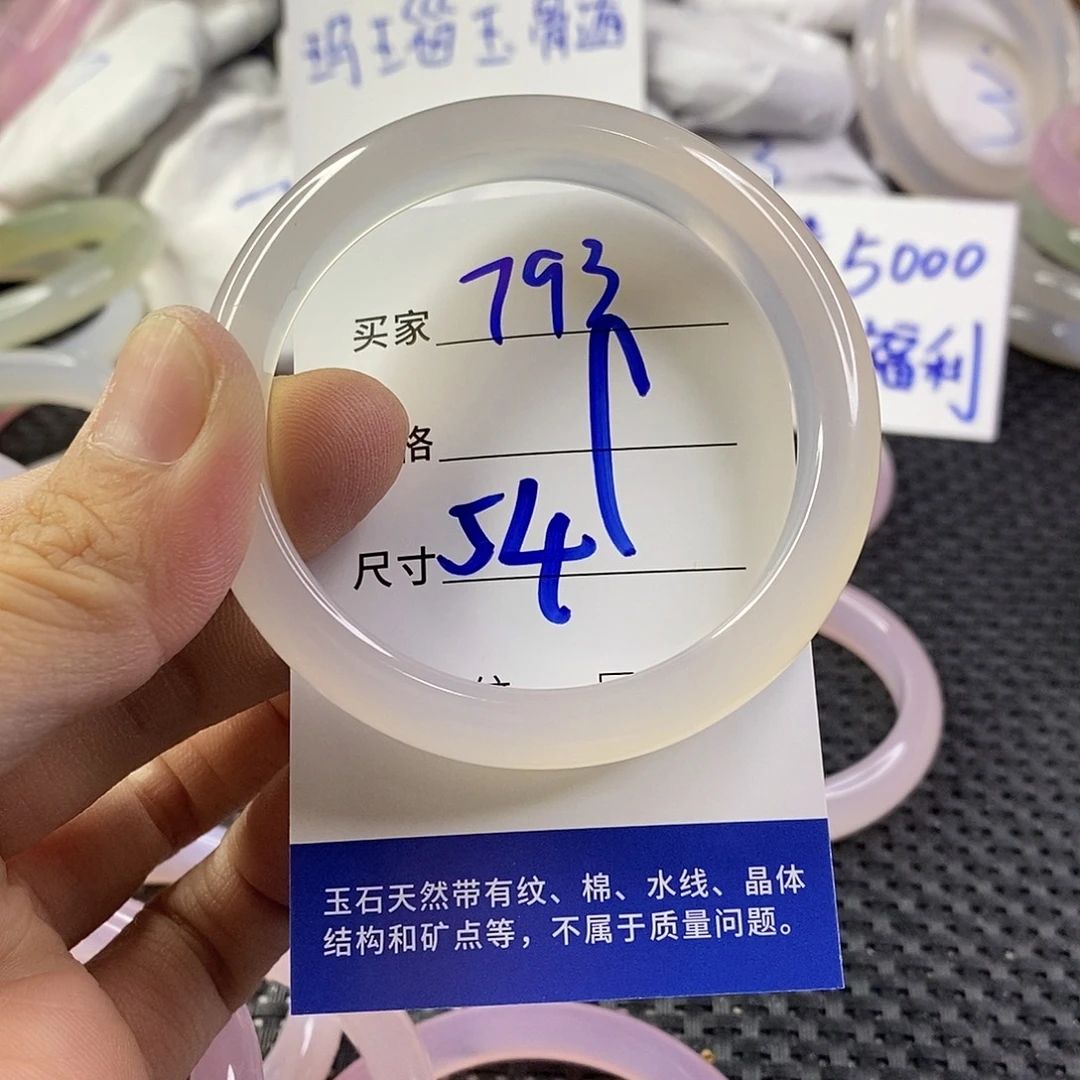 玛瑙玉骨洒
买家 793
格
尺寸 54
5000
福利
玉石天然带有纹、棉、水线、晶体
结构和矿点等，不属于质量问题。